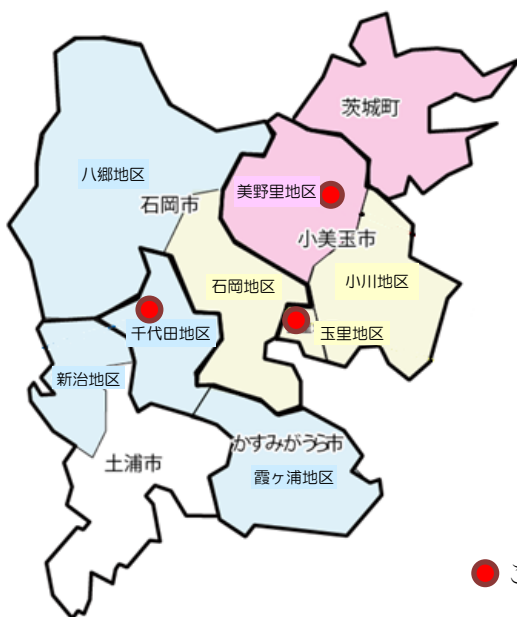 茨城町
八郷地区
美野里地区
石岡市
小美玉市
石岡地区
小川地区
千代田地区
玉里地区
新治地区
かすみがうら市
土浦市
霞ヶ浦地区